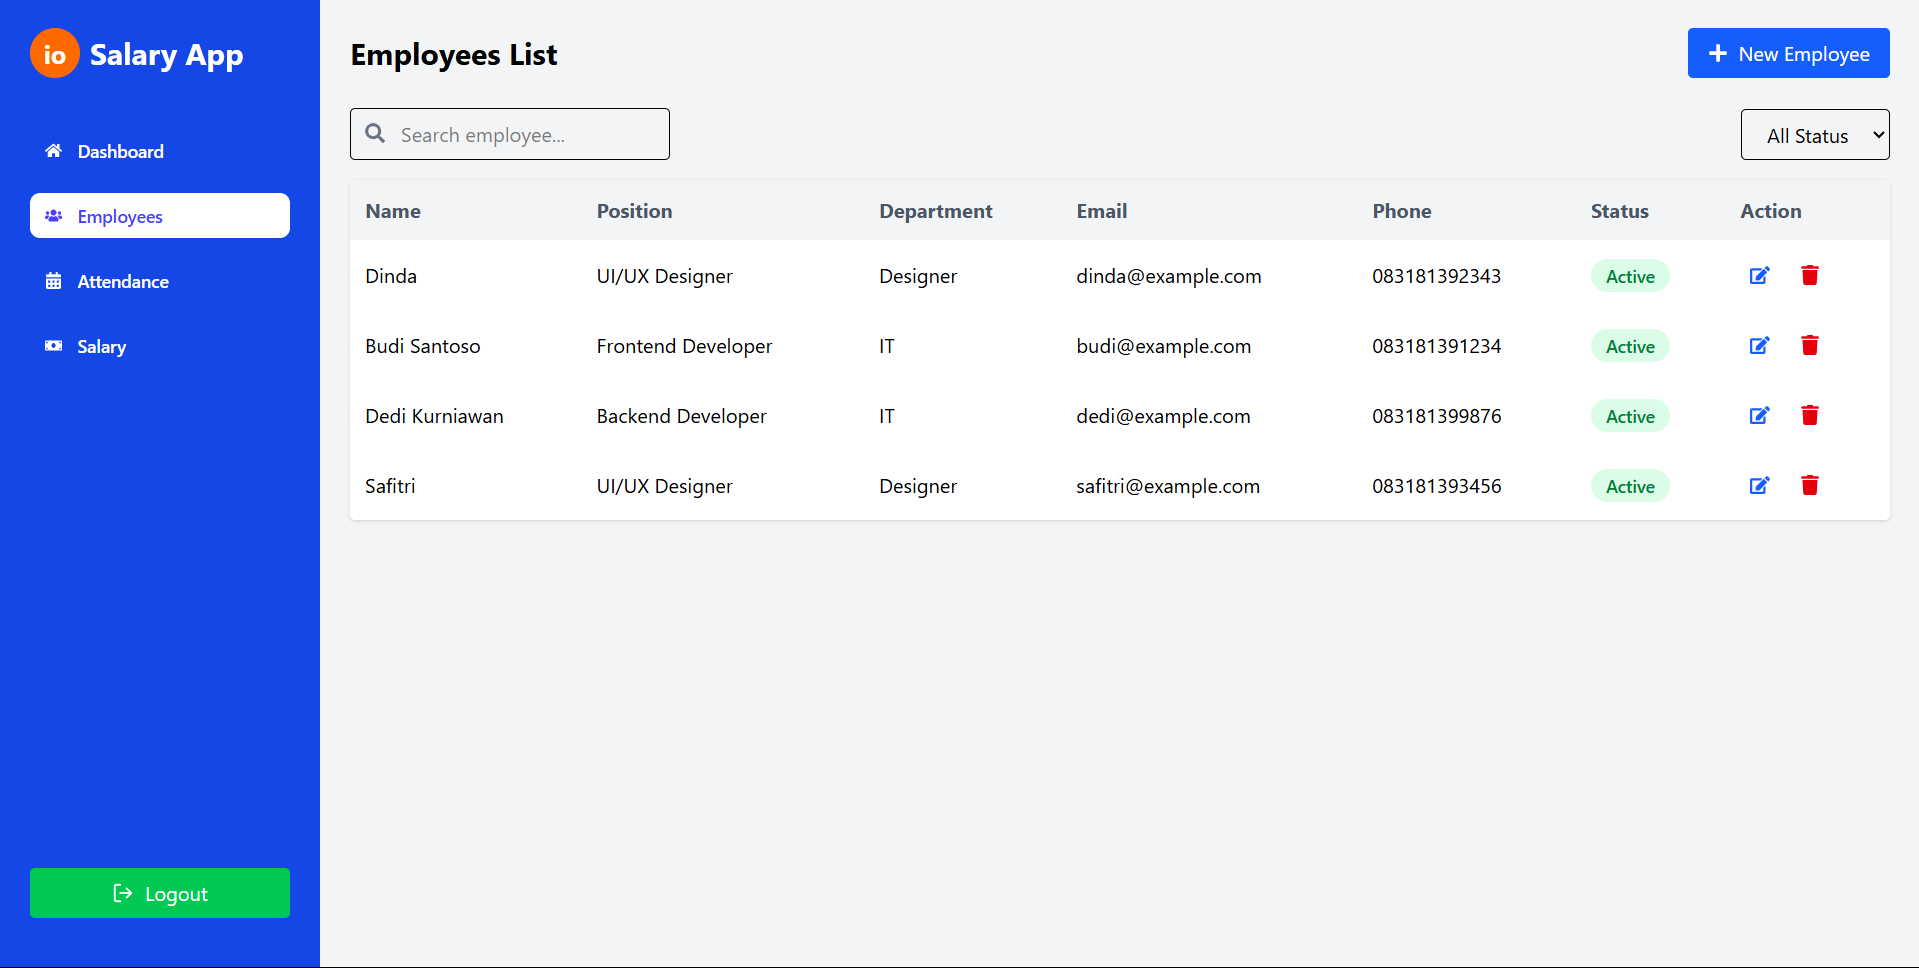 io Salary App
Dashboard
Employees
Attendance
Salary
Logout
Employees List
New Employee
Search employee...
All Status
Name Position Department Email Phone Status Action
Dinda UI/UX Designer Designer dinda@example.com 083181392343 Active
Budi Santoso Frontend Developer IT budi@example.com 083181391234 Active
Dedi Kurniawan Backend Developer IT dedi@example.com 083181399876 Active
Safitri UI/UX Designer Designer safitri@example.com 083181393456 Active